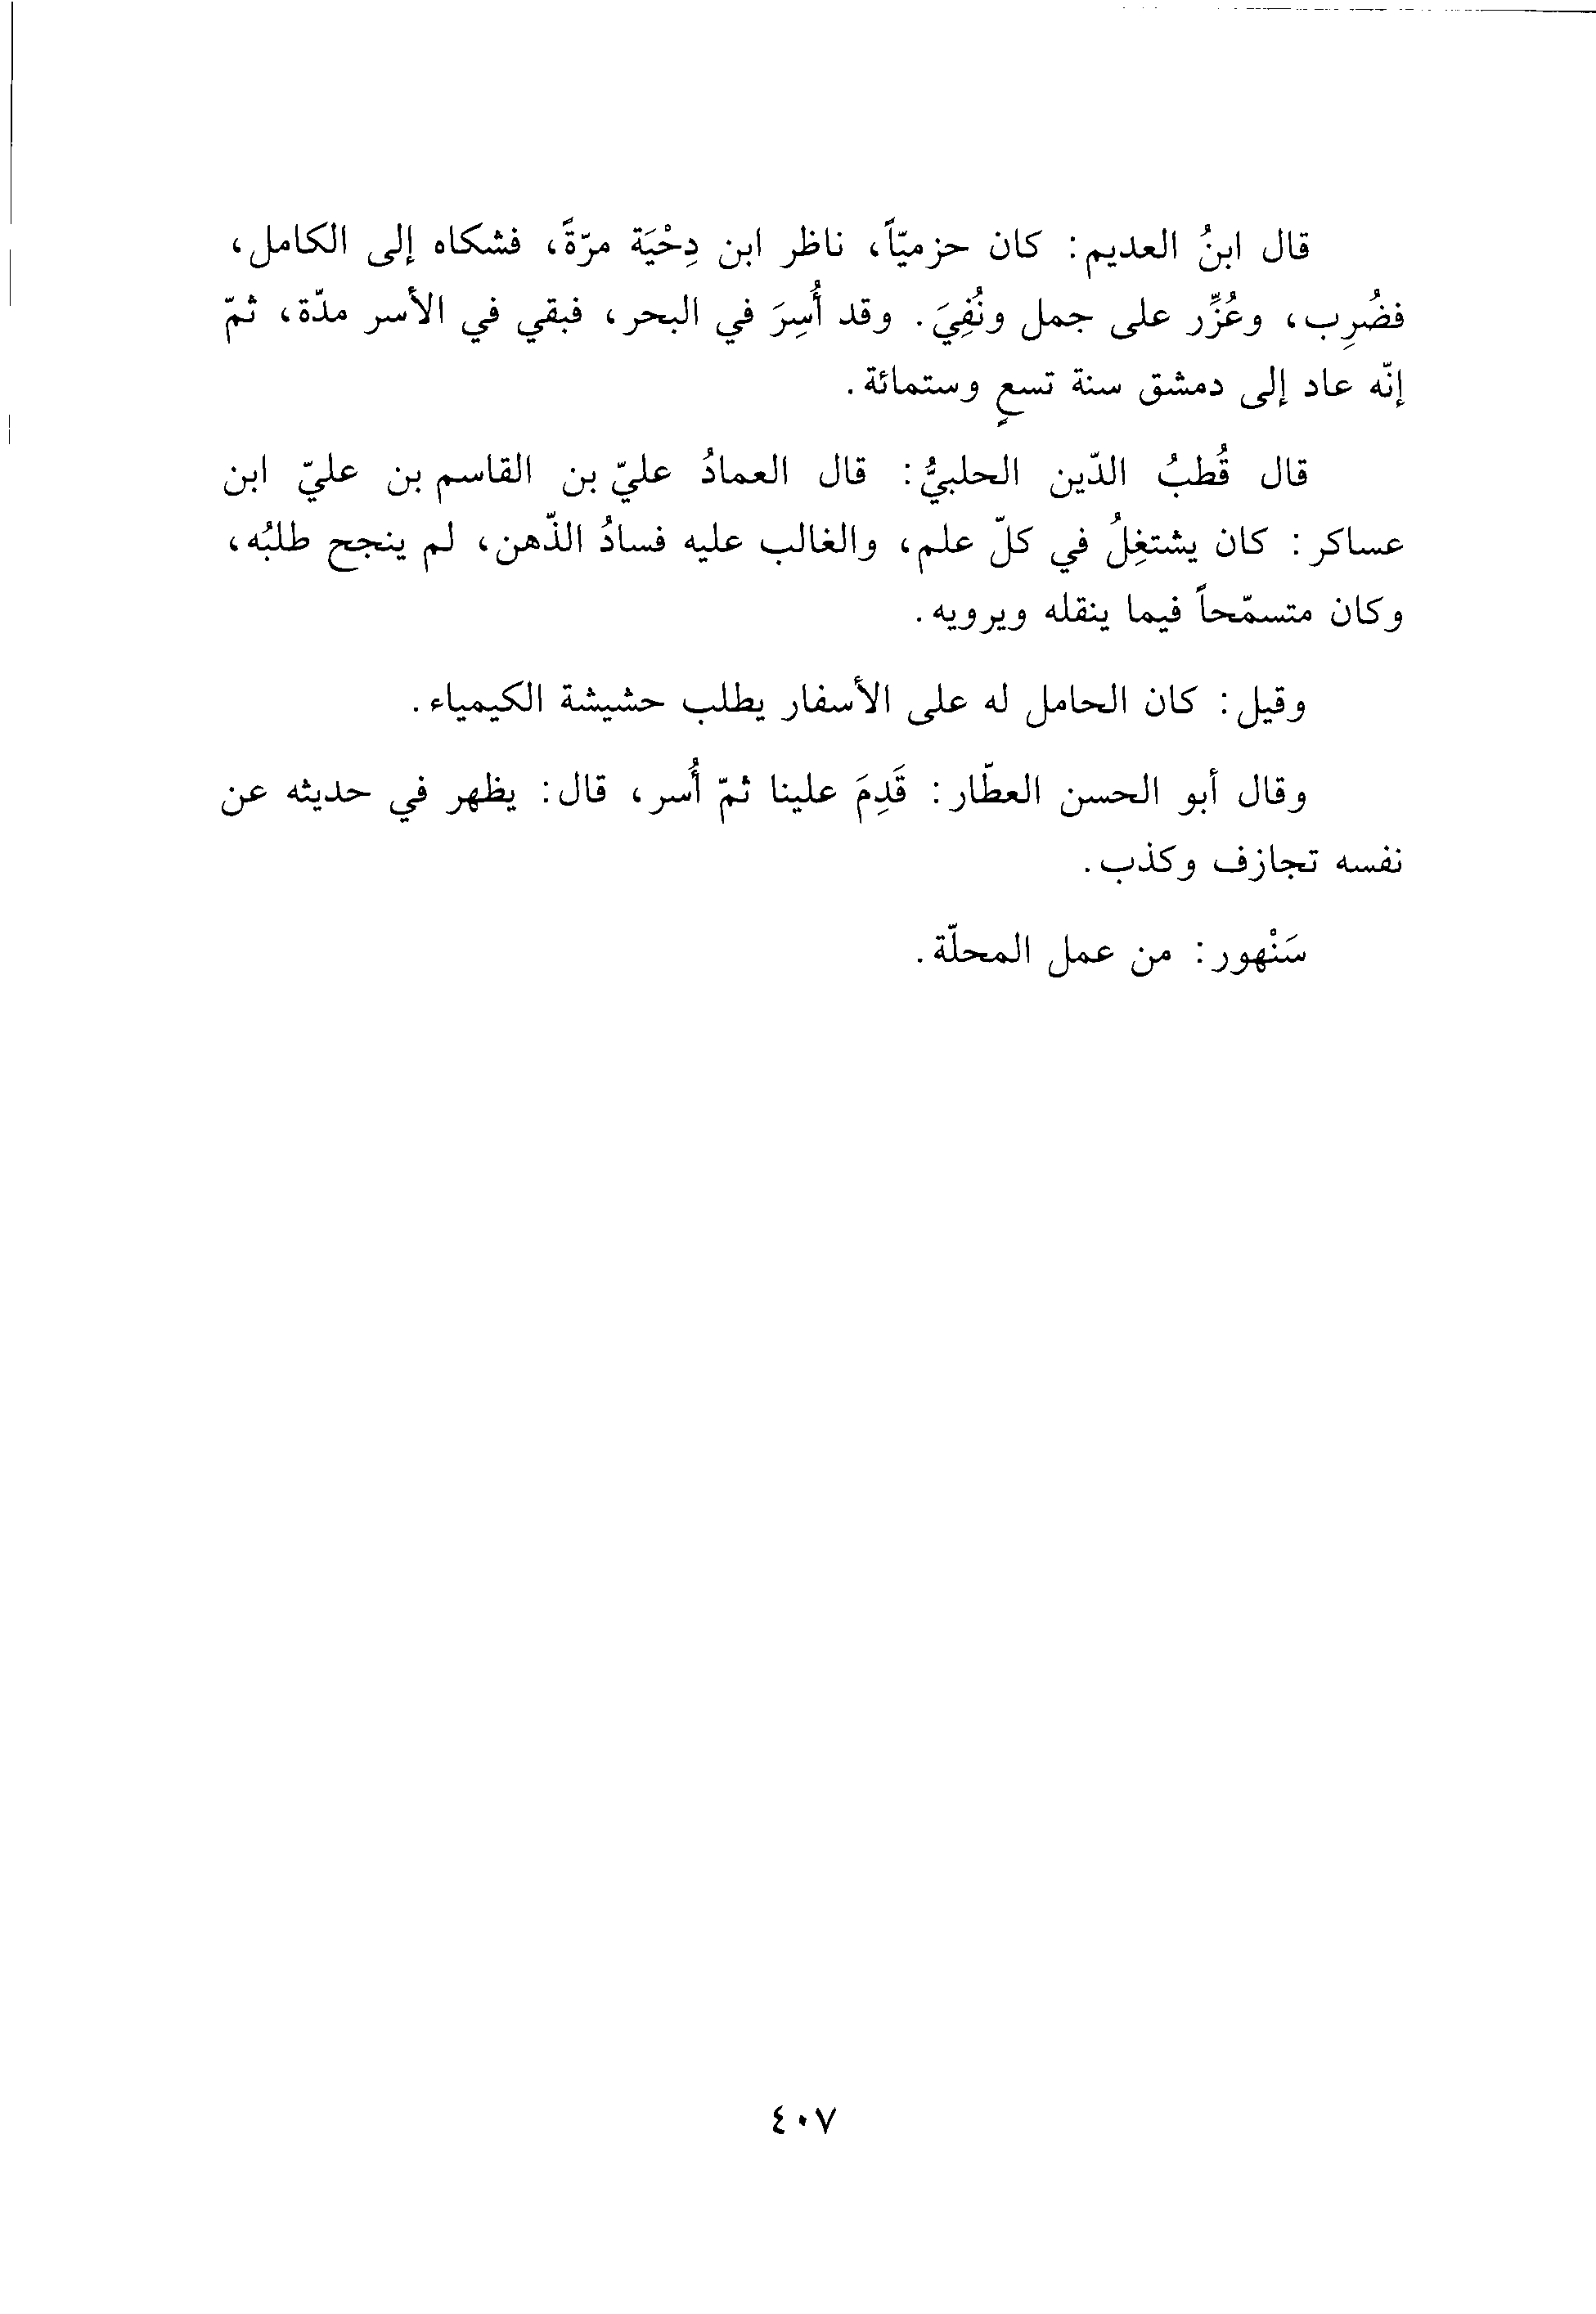 قال ابنُ العديم: كان حزميّاً، ناظر ابن دِحْيَة مرّةً، فشكاه إلى الكامل،
فضُرِب، وعُزِّر على جمل ونُفِيَ. وقد أُسِرَ في البحر، فبقي في الأسر مدّة، ثمّ
إنّه عاد إلى دمشق سنة تسعٍ وستمائة.
قال قُطبُ الدّين الحلبيُّ: قال العمادُ عليّ بن القاسم بن عليّ ابن
عساكر: كان يشتغِلُ في كلّ علم، والغالب عليه فسادُ الذّهن، لم ينجح طلبُه،
وكان متسمّحاً فيما ينقله ويرويه.
وقيل: كان الحامل له على الأسفار يطلب حشيشة الكيمياء.
وقال أبو الحسن العطّار: قَدِمَ علينا ثمّ أُسر، قال: يظهر في حديثه عن
نفسه تجازف وكذب.
سَنْهور: من عمل المحلّة.
٤٠٧